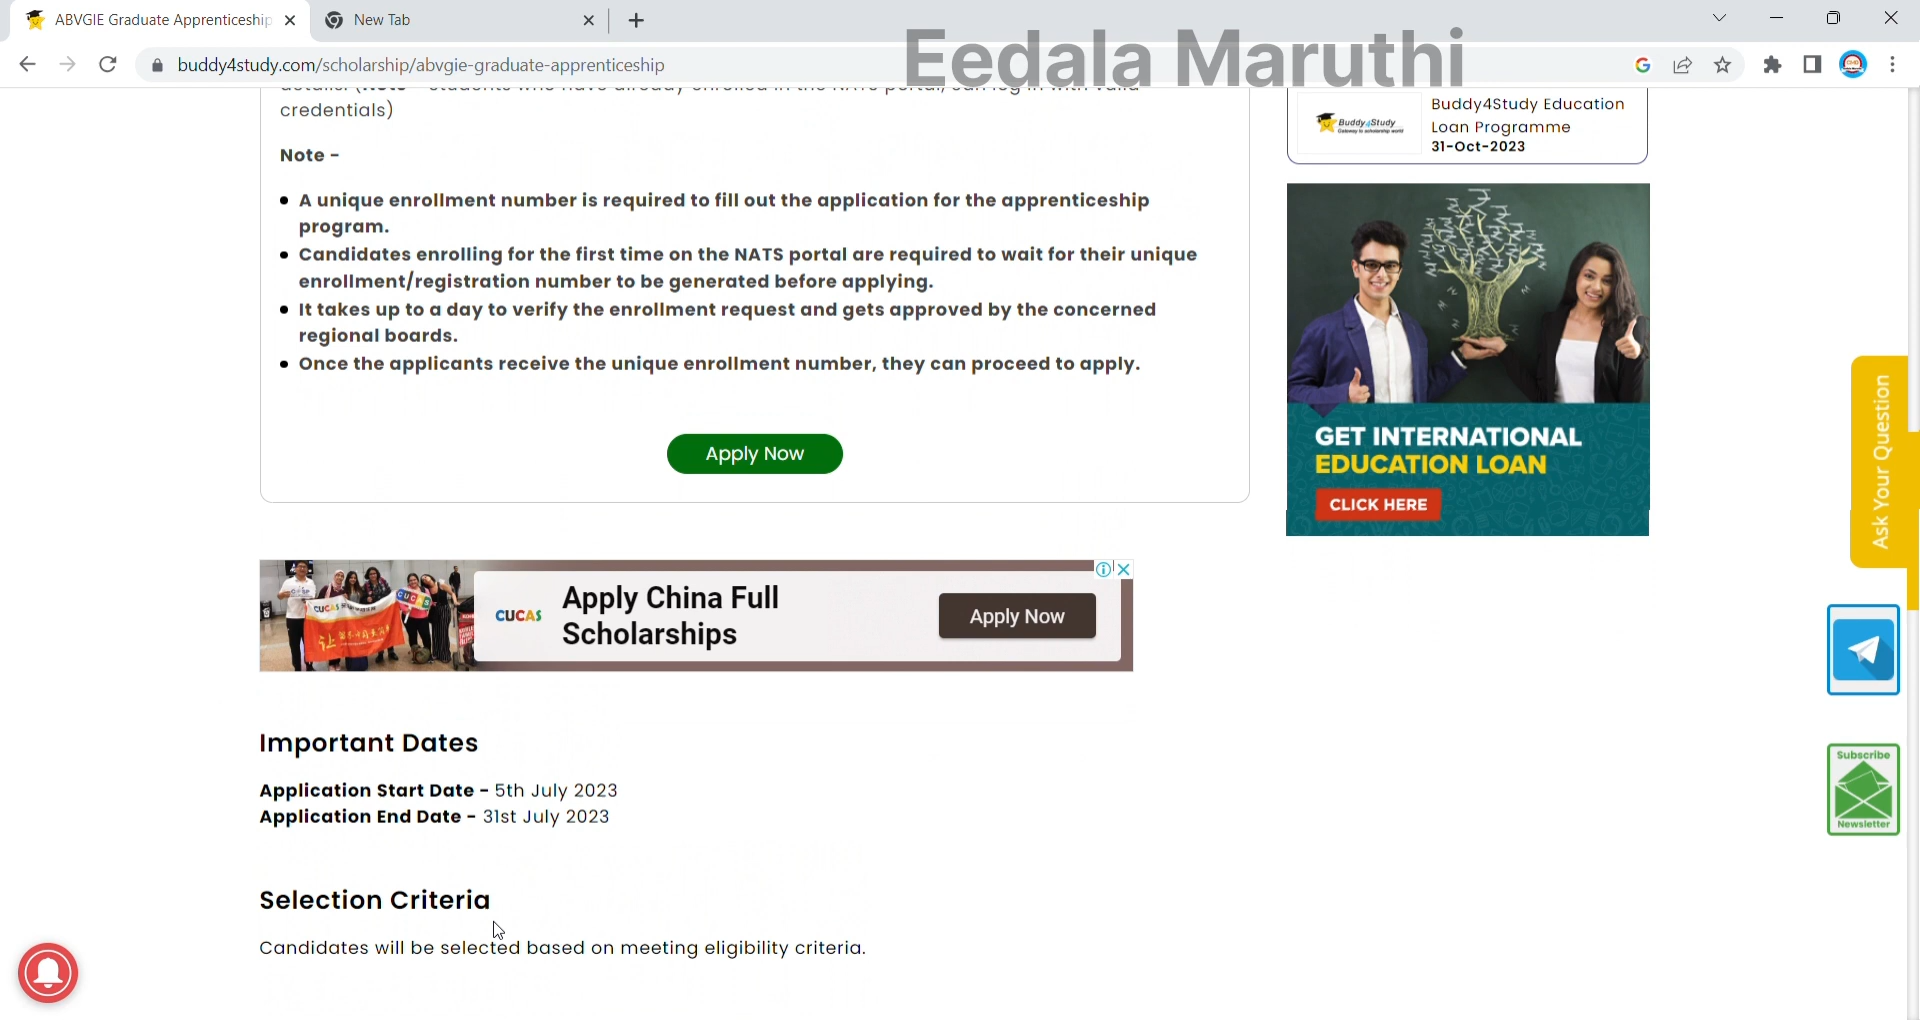 ABVGIE Graduate Apprenticeship
New Tab
buddy4study.com/scholarship/abvgie-graduate-apprenticeship
Eedala Maruthi
credentials)
Note -
A unique enrollment number is required to fill out the application for the apprenticeship
program.
Candidates enrolling for the first time on the NATS portal are required to wait for their unique
enrollment/registration number to be generated before applying.
It takes up to a day to verify the enrollment request and gets approved by the concerned
regional boards.
Once the applicants receive the unique enrollment number, they can proceed to apply.
Apply Now
Buddy4Study
Gateway to scholarship world
Buddy4Study Education
Loan Programme
31-Oct-2023
GET INTERNATIONAL
EDUCATION LOAN
CLICK HERE
Ask Your Question
CUCAS
Apply China Full
Scholarships
Apply Now
Subscribe
Newsletter
Important Dates
Application Start Date - 5th July 2023
Application End Date - 31st July 2023
Selection Criteria
Candidates will be selected based on meeting eligibility criteria.